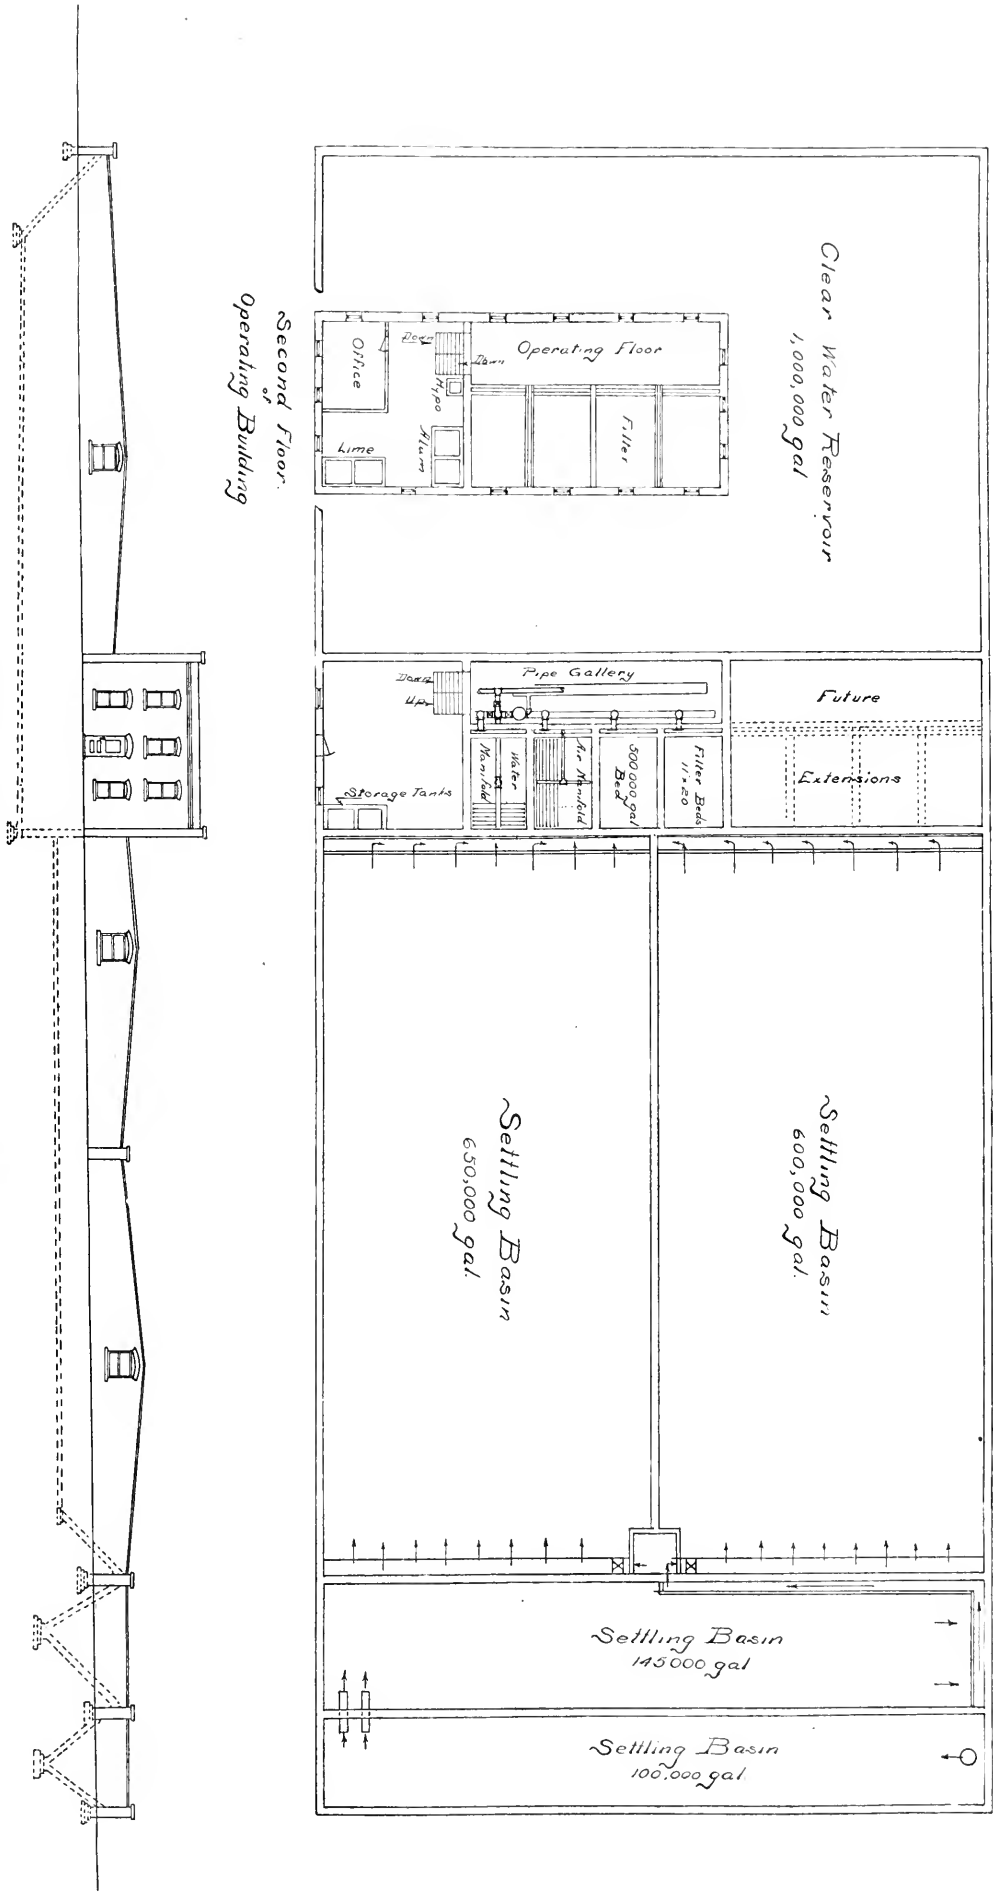 Clear Water Reservoir
1,000,000 gal
Second Floor.
of
Operating Building
Office
Down
Down
Operating Floor
Hypo
Alum
Lime
Filter
Down
Up
Pipe Gallery
Future
Extensions
Storage Tanks
Water
Manifold
Air Manifold
500000 gal
Bed
Filter Beds
11'x20
Settling Basin
650,000 gal.
Settling Basin
600,000 gal.
Settling Basin
145000 gal
Settling Basin
100,000 gal